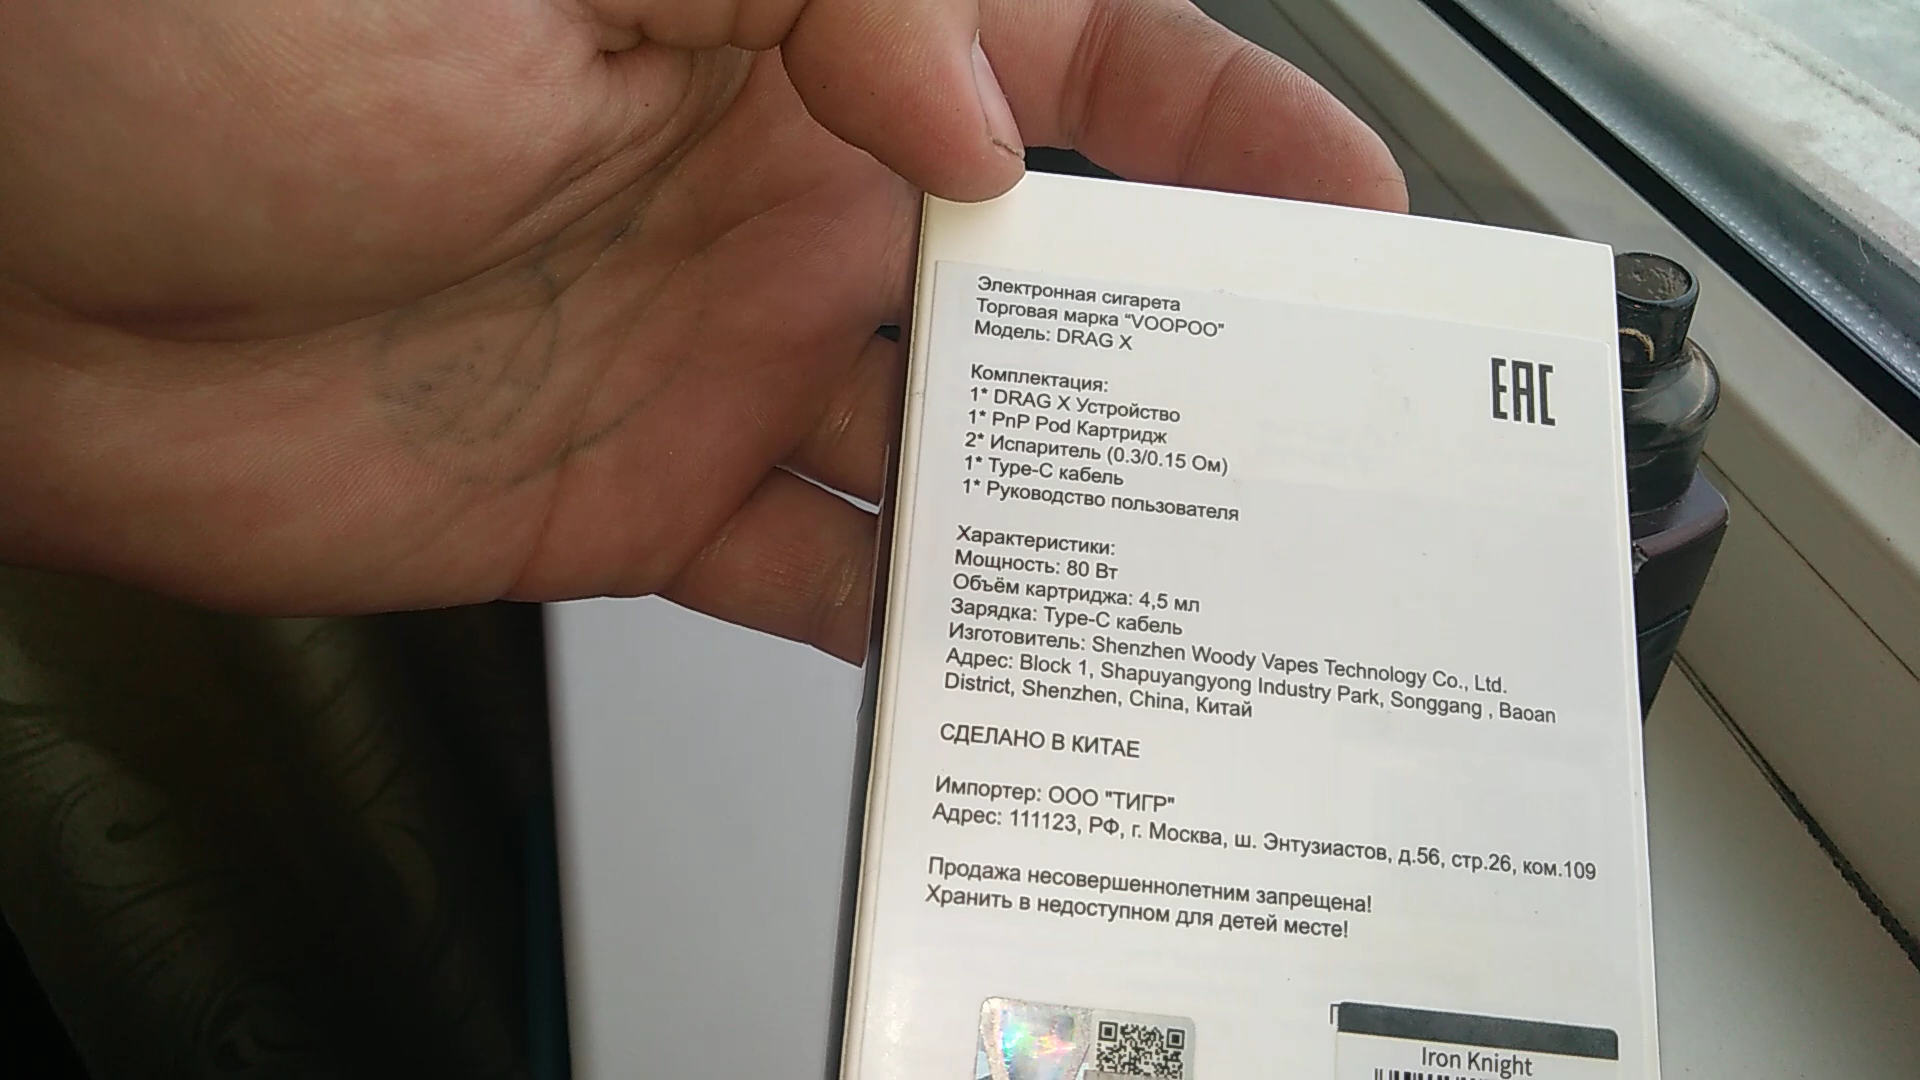 Электронная сигарета
Торговая марка “VOOPOO”
Модель: DRAG X
EAC
Комплектация:
1* DRAG X Устройство
1* PnP Pod Картридж
2* Испаритель (0.3/0.15 Ом)
1* Type-C кабель
1* Руководство пользователя
Характеристики:
Мощность: 80 Вт
Объём картриджа: 4,5 мл
Зарядка: Type-C кабель
Изготовитель: Shenzhen Woody Vapes Technology Co., Ltd.
Адрес: Block 1, Shapuyangyong Industry Park, Songgang , Baoan
District, Shenzhen, China, Китай
СДЕЛАНО В КИТАЕ
Импортер: ООО "ТИГР"
Адрес: 111123, РФ, г. Москва, ш. Энтузиастов, д.56, стр.26, ком.109
Продажа несовершеннолетним запрещена!
Хранить в недоступном для детей месте!
Iron Knight